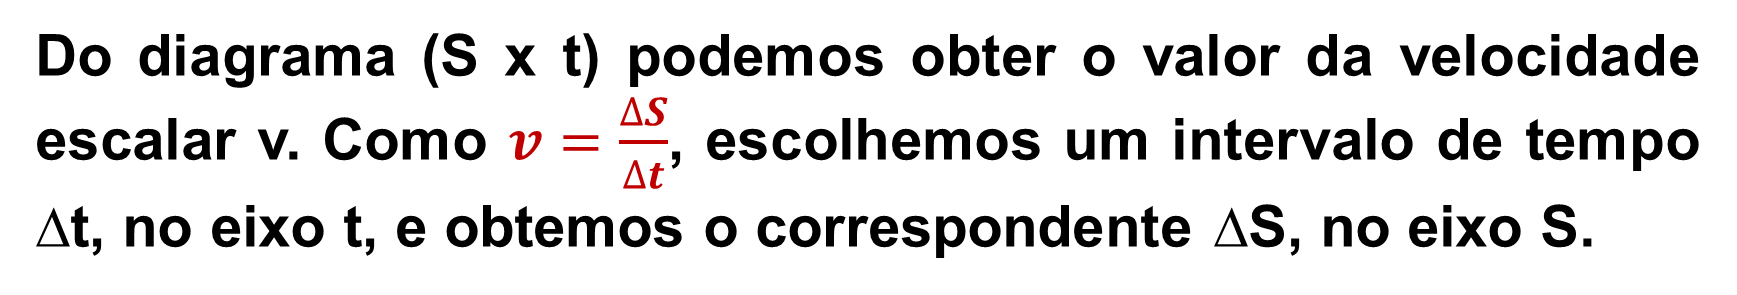 Do diagrama (S x t) podemos obter o valor da velocidade
escalar v. Como v = ΔS/Δt, escolhemos um intervalo de tempo
Δt, no eixo t, e obtemos o correspondente ΔS, no eixo S.